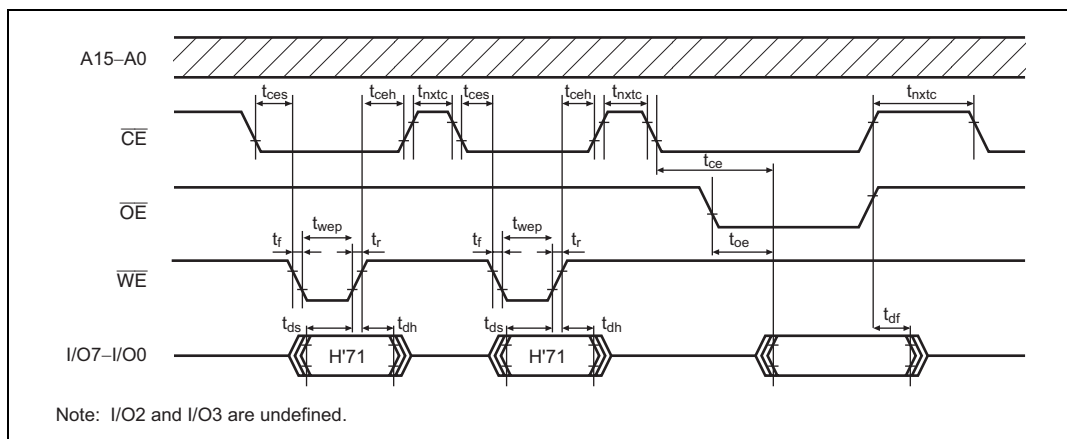 A15–A0
t_ces t_ceh t_nxtc t_ces t_ceh t_nxtc t_nxtc
CE
t_ce
OE
t_wep t_wep t_oe
t_f t_r t_f t_r
WE
t_ds t_dh t_ds t_dh t_df
I/O7–I/O0 H'71 H'71
Note: I/O2 and I/O3 are undefined.